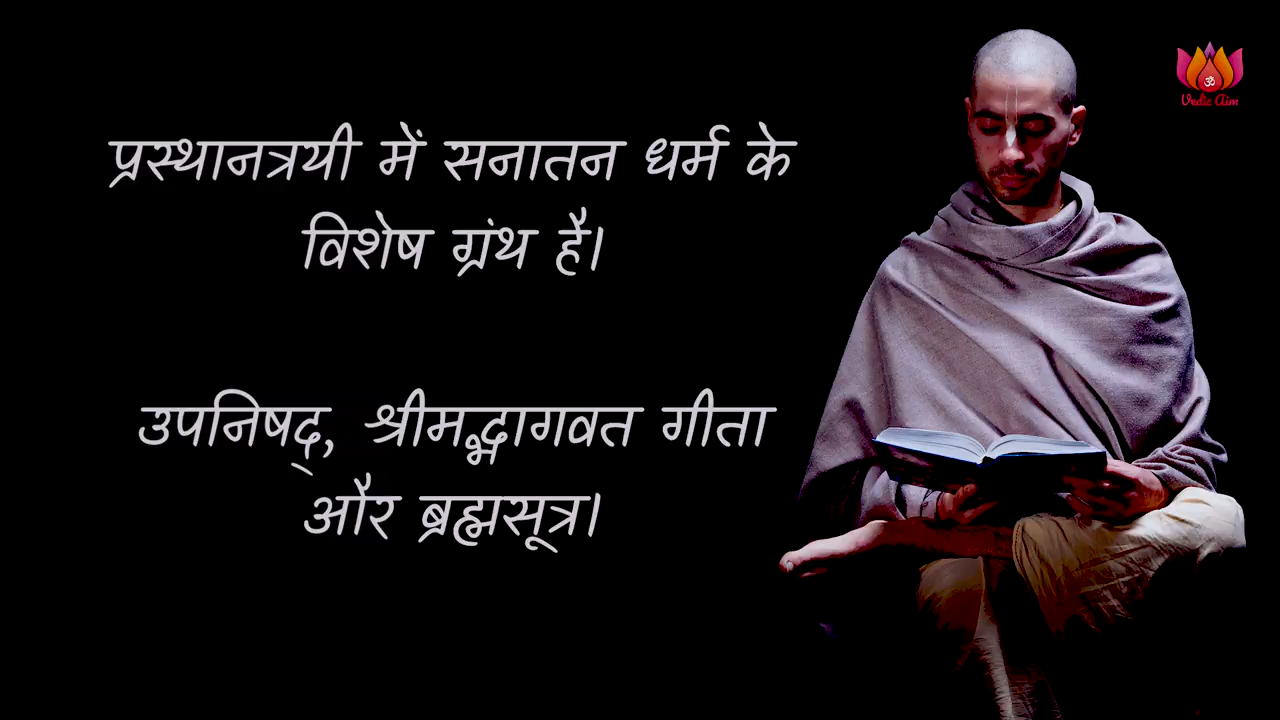 प्रस्थानत्रयी में सनातन धर्म के
विशेष ग्रंथ है।
उपनिषद्, श्रीमद्भागवत गीता
और ब्रह्मसूत्र।
ॐ
Vedic Aim